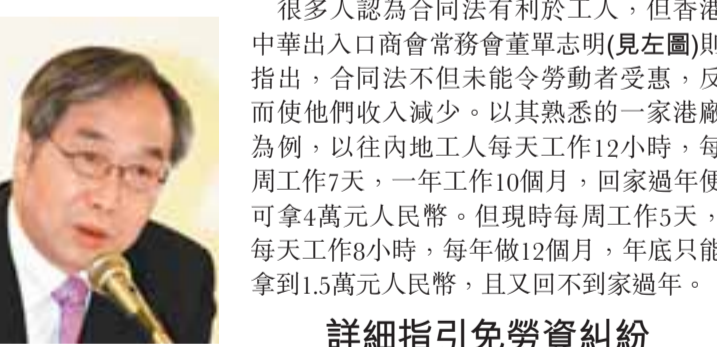 很多人認為合同法有利於工人，但香港
中華出入口商會常務會董單志明(見左圖)則
指出，合同法不但未能令勞動者受惠，反
而使他們收入減少。以其熟悉的一家港廠
為例，以往內地工人每天工作12小時，每
周工作7天，一年工作10個月，回家過年便
可拿4萬元人民幣。但現時每周工作5天，
每天工作8小時，每年做12個月，年底只能
拿到1.5萬元人民幣，且又回不到家過年。
詳細指引免勞資糾紛